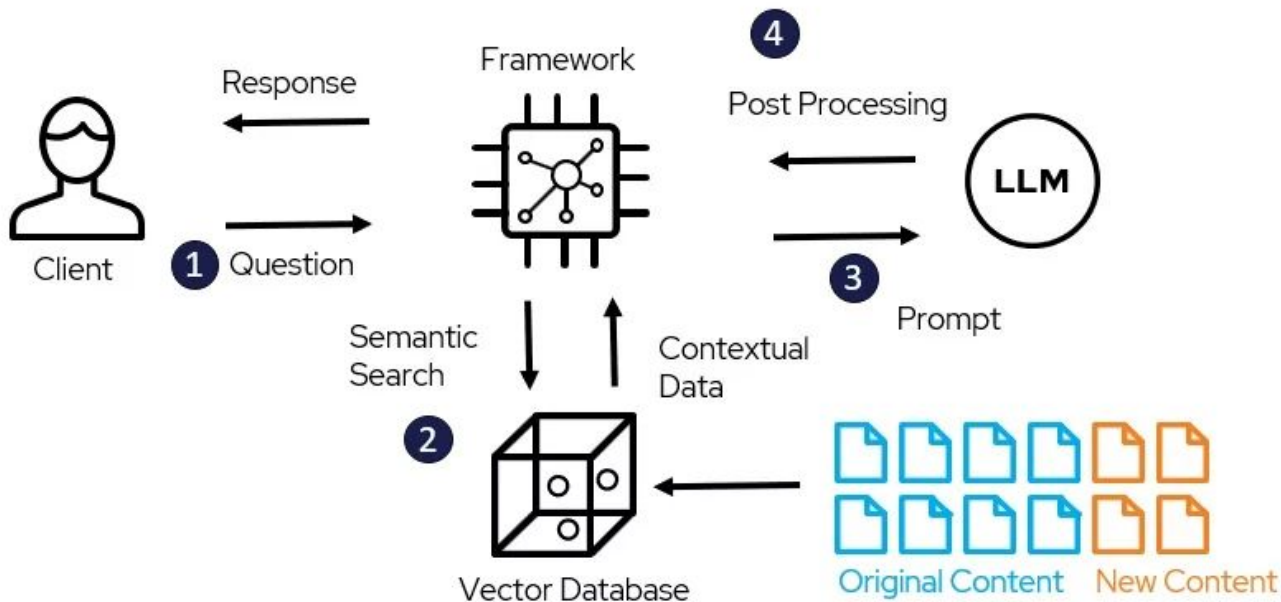 4
Framework
Response
Post Processing
LLM
Client
1
Question
3
Prompt
Semantic
Search
Contextual
Data
2
Vector Database
Original Content
New Content